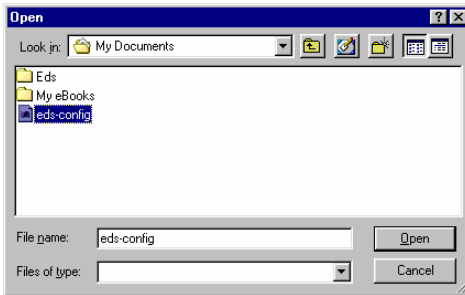 Open
Look in: My Documents
Eds
My eBooks
eds-config
File name: eds-config Open
Files of type: Cancel